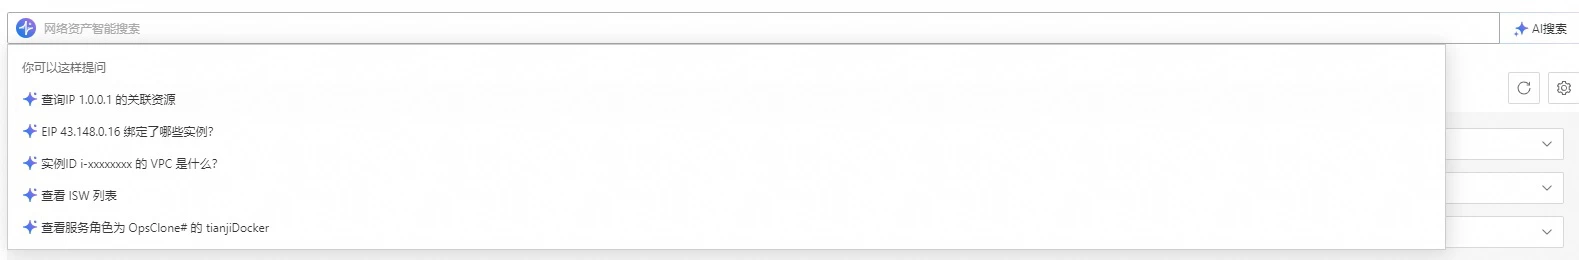 网络资产智能搜索
AI搜索
你可以这样提问
查询IP 1.0.0.1 的关联资源
EIP 43.148.0.16 绑定了哪些实例?
实例ID i-xxxxxxxx 的 VPC 是什么?
查看 ISW 列表
查看服务角色为 OpsClone# 的 tianjiDocker